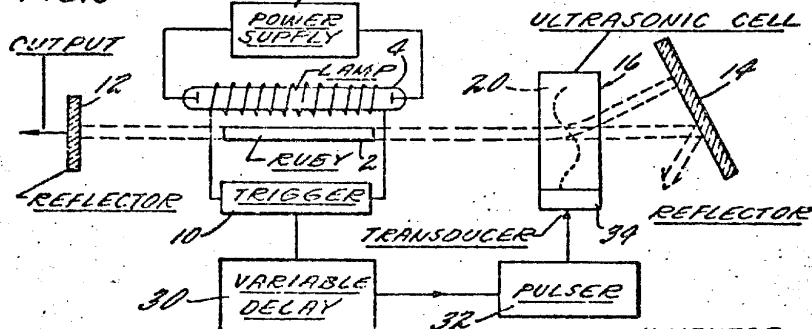 POWER
SUPPLY
ULTRASONIC CELL
OUTPUT
LAMP
4
12
20
16
14
RUBY
2
REFLECTOR
TRIGGER
10
TRANSDUCER
34
REFLECTOR
30
VARIABLE
DELAY
32
PULSER